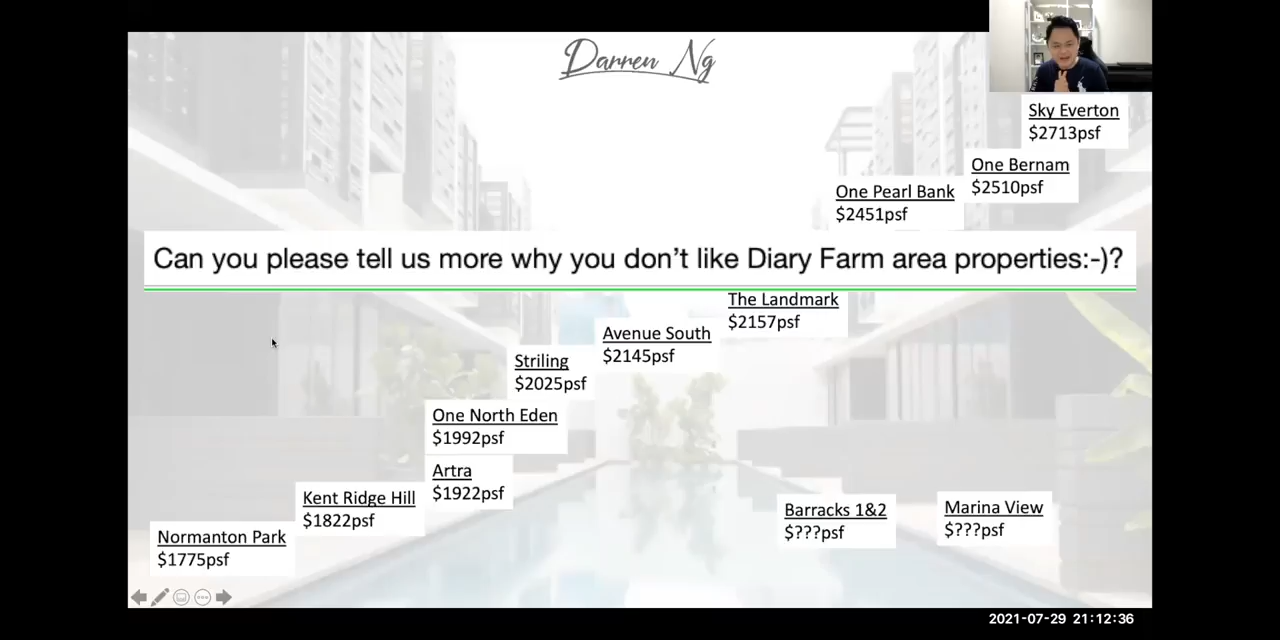 Darren Ng
Sky Everton
$2713psf
One Bernam
$2510psf
One Pearl Bank
$2451psf
Can you please tell us more why you don't like Diary Farm area properties:-)?
The Landmark
$2157psf
Avenue South
$2145psf
Striling
$2025psf
One North Eden
$1992psf
Artra
$1922psf
Kent Ridge Hill
$1822psf
Normanton Park
$1775psf
Barracks 1&2
$???psf
Marina View
$???psf
2021-07-29 21:12:36